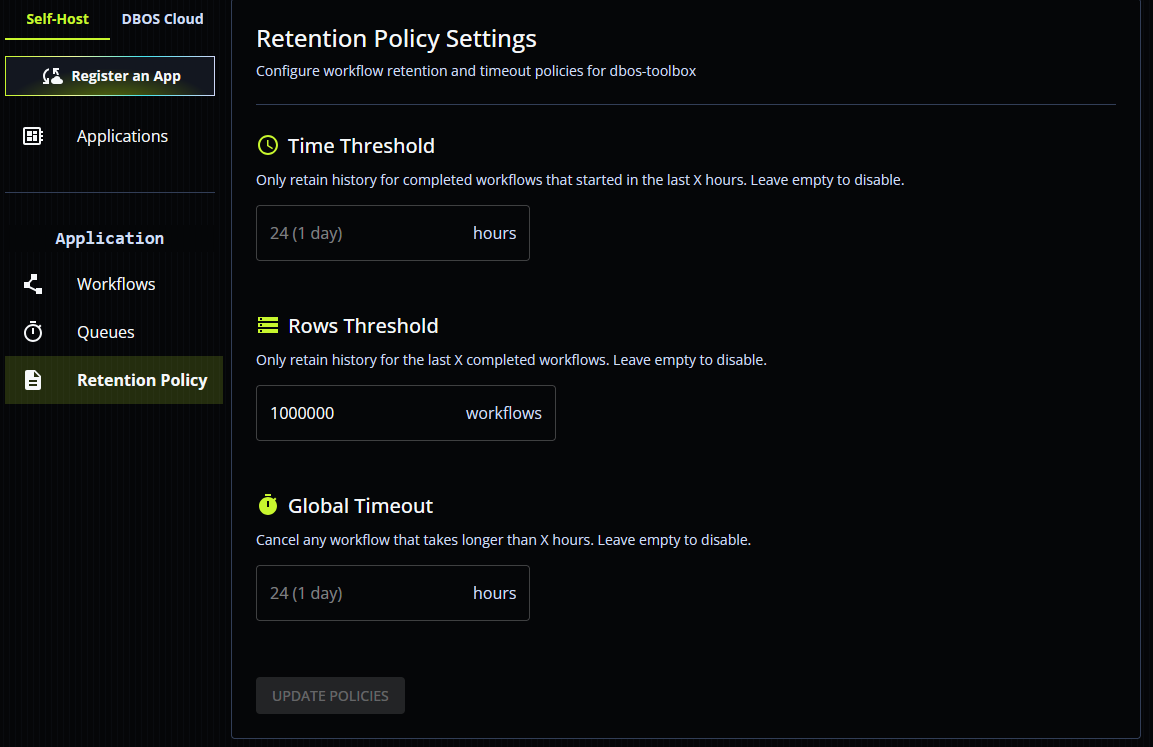 Self-Host
DBOS Cloud
Register an App
Applications
Application
Workflows
Queues
Retention Policy
Retention Policy Settings
Configure workflow retention and timeout policies for dbos-toolbox
Time Threshold
Only retain history for completed workflows that started in the last X hours. Leave empty to disable.
24 (1 day) hours
Rows Threshold
Only retain history for the last X completed workflows. Leave empty to disable.
1000000 workflows
Global Timeout
Cancel any workflow that takes longer than X hours. Leave empty to disable.
24 (1 day) hours
UPDATE POLICIES